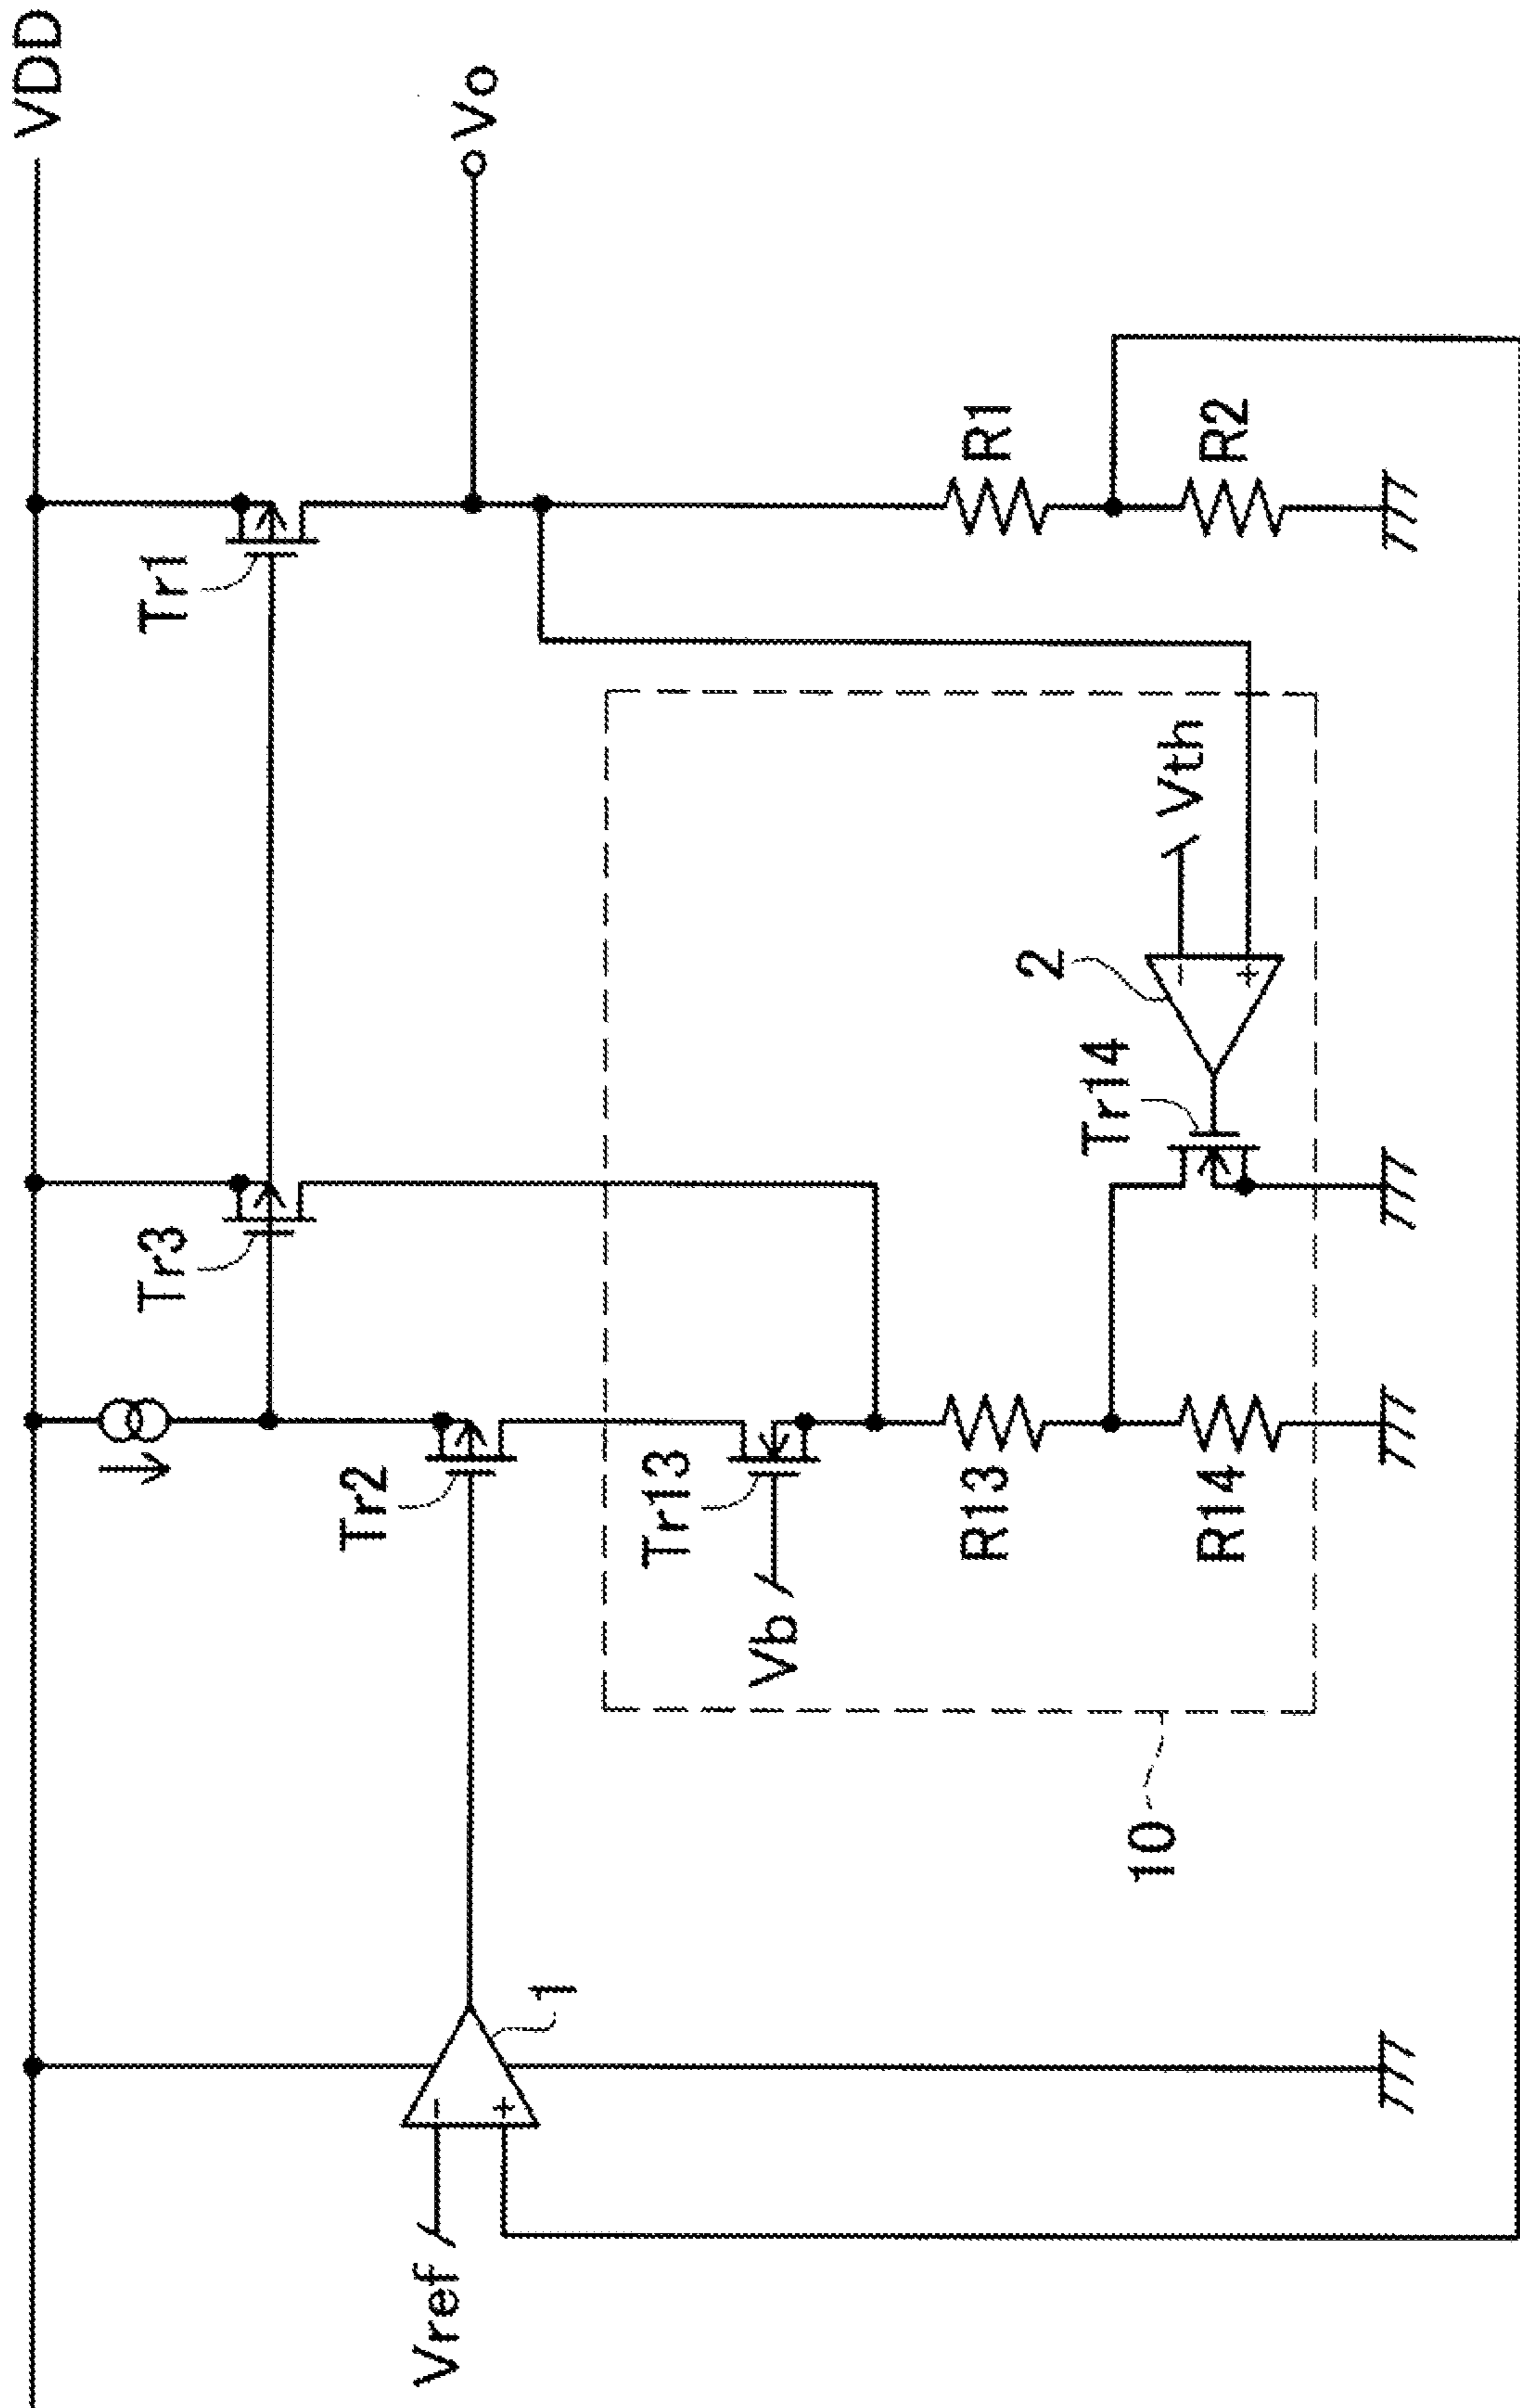 VDD
Vo
Tr1
Tr3
Tr2
R1
R2
Vth
2
Tr14
Tr13
Vb
R13
R14
10
1
Vref
-
+
-
+